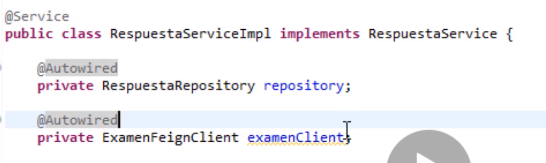 @Service
public class RespuestaServiceImpl implements RespuestaService {
@Autowired
private RespuestaRepository repository;
@Autowired
private ExamenFeignClient examenClient;